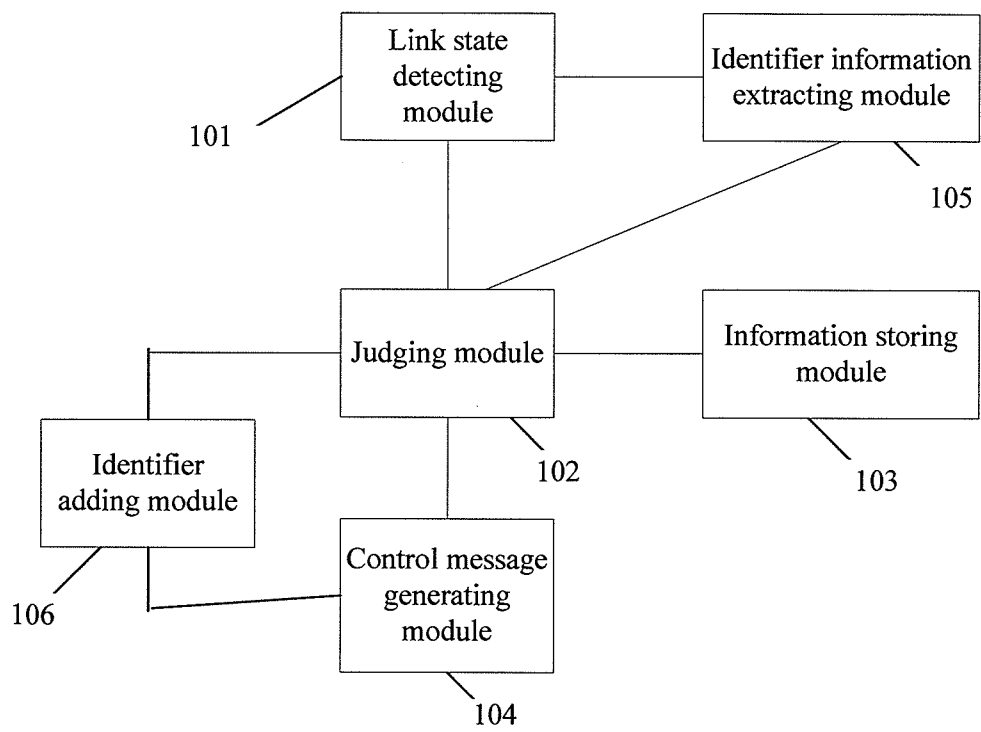 Link state
detecting
module
Identifier information
extracting module
101
105
Judging module
Information storing
module
102
103
Identifier
adding module
106
Control message
generating
module
104